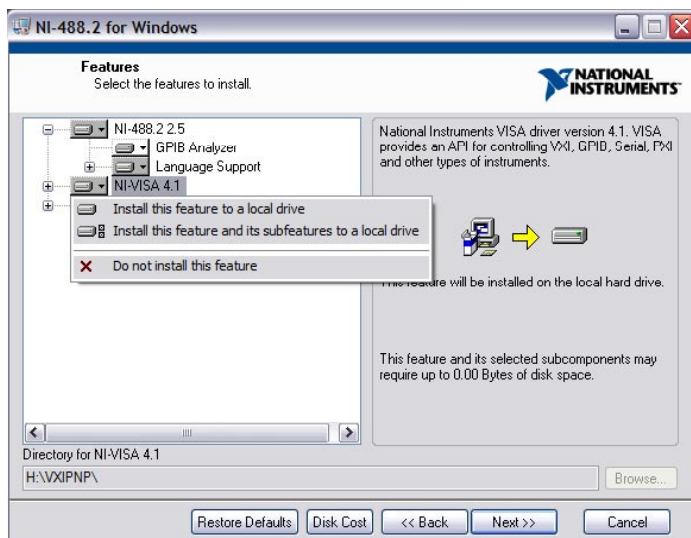 NI-488.2 for Windows
Features
Select the features to install.
NATIONAL
INSTRUMENTS
NI-488.2 2.5
GPIB Analyzer
Language Support
NI-VISA 4.1
Install this feature to a local drive
Install this feature and its subfeatures to a local drive
Do not install this feature
National Instruments VISA driver version 4.1. VISA
provides an API for controlling VXI, GPIB, Serial, PXI
and other types of instruments.
This feature will be installed on the local hard drive.
This feature and its selected subcomponents may
require up to 0.00 Bytes of disk space.
Directory for NI-VISA 4.1
H:\VXIPNP\
Browse...
Restore Defaults
Disk Cost
<< Back
Next >>
Cancel